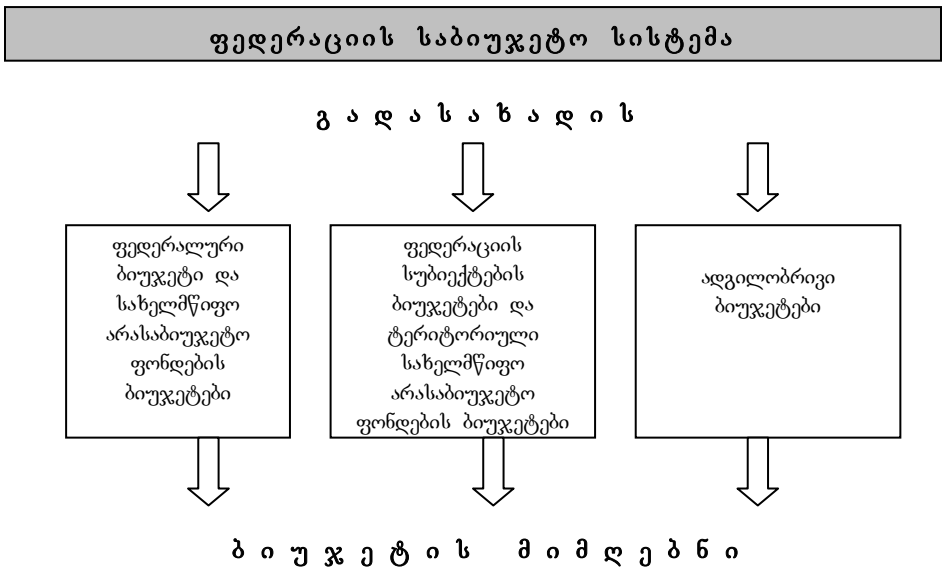 ფედერაციის საბიუჯეტო სისტემა
გადასახადის
ფედერალური
ბიუჯეტი და
სახელმწიფო
არასაბიუჯეტო
ფონდების
ბიუჯეტები
ფედერაციის
სუბიექტების
ბიუჯეტები და
ტერიტორიული
სახელმწიფო
არასაბიუჯეტო
ფონდების ბიუჯეტები
ადგილობრივი
ბიუჯეტები
ბიუჯეტის მიმღებნი